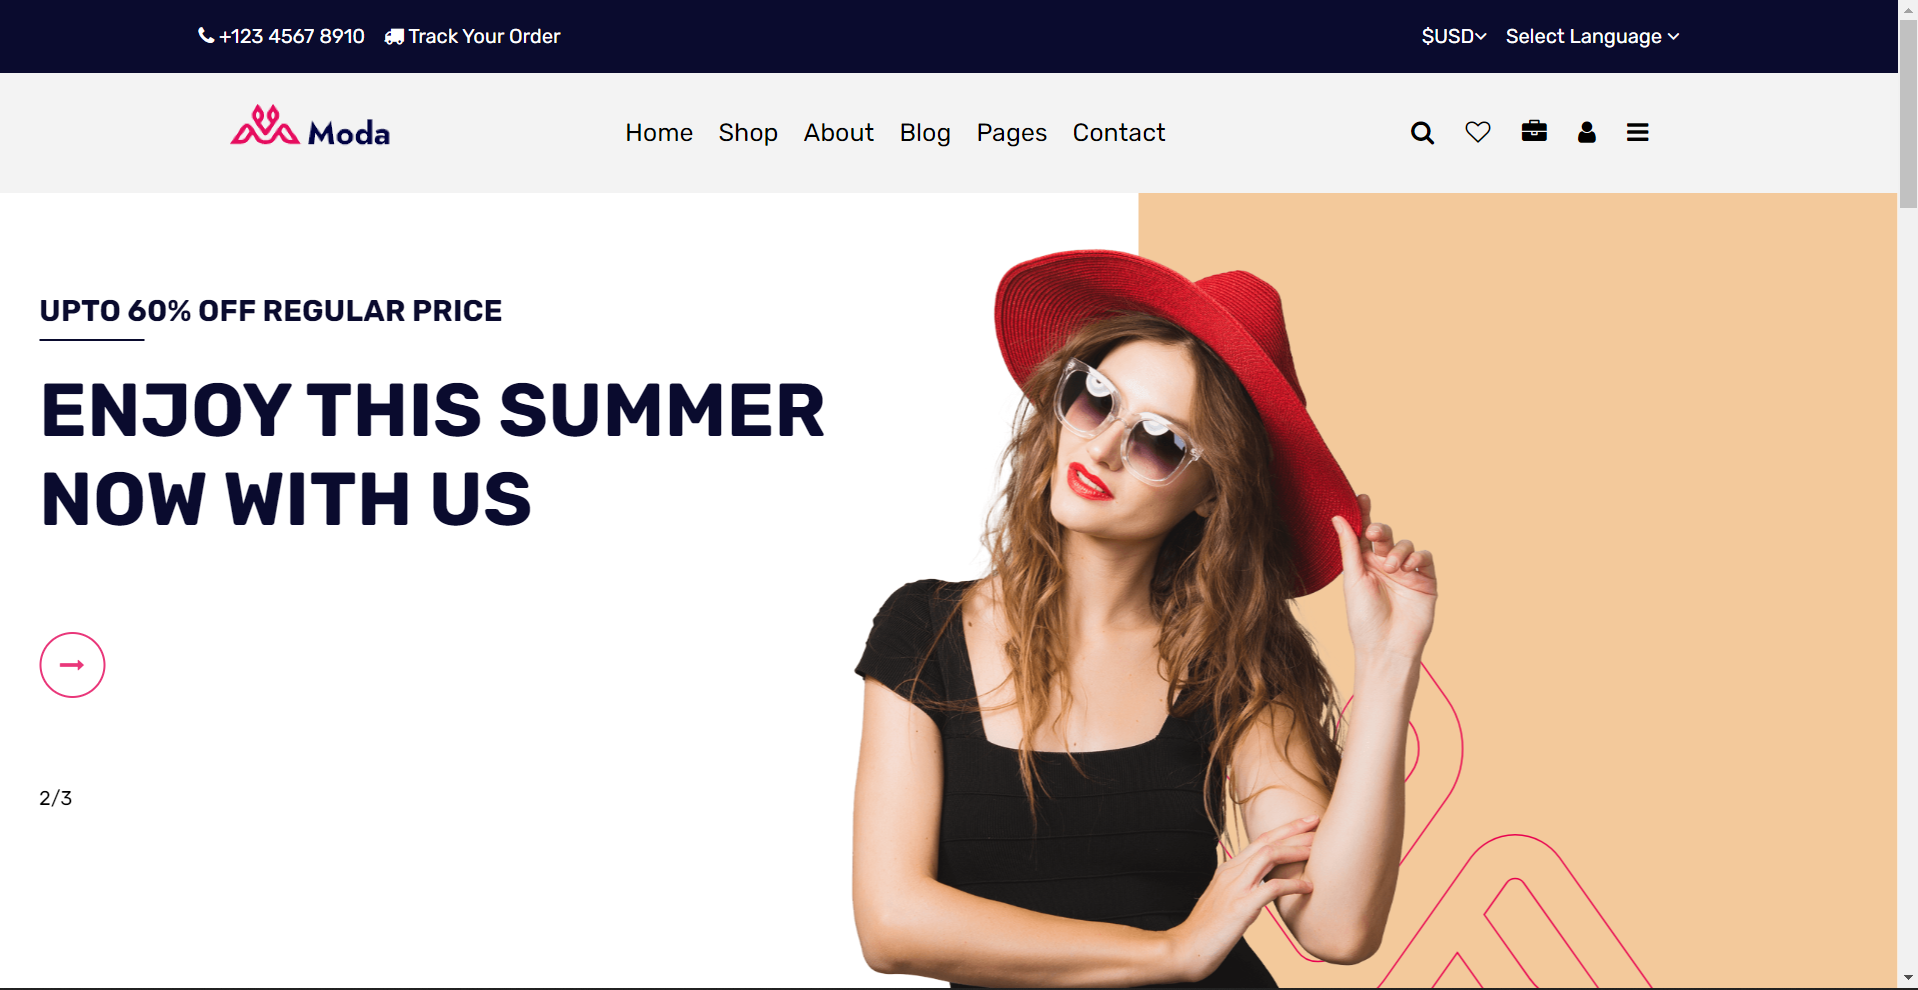 +123 4567 8910 Track Your Order $USD Select Language
Moda Home Shop About Blog Pages Contact
UPTO 60% OFF REGULAR PRICE
ENJOY THIS SUMMER
NOW WITH US
2/3